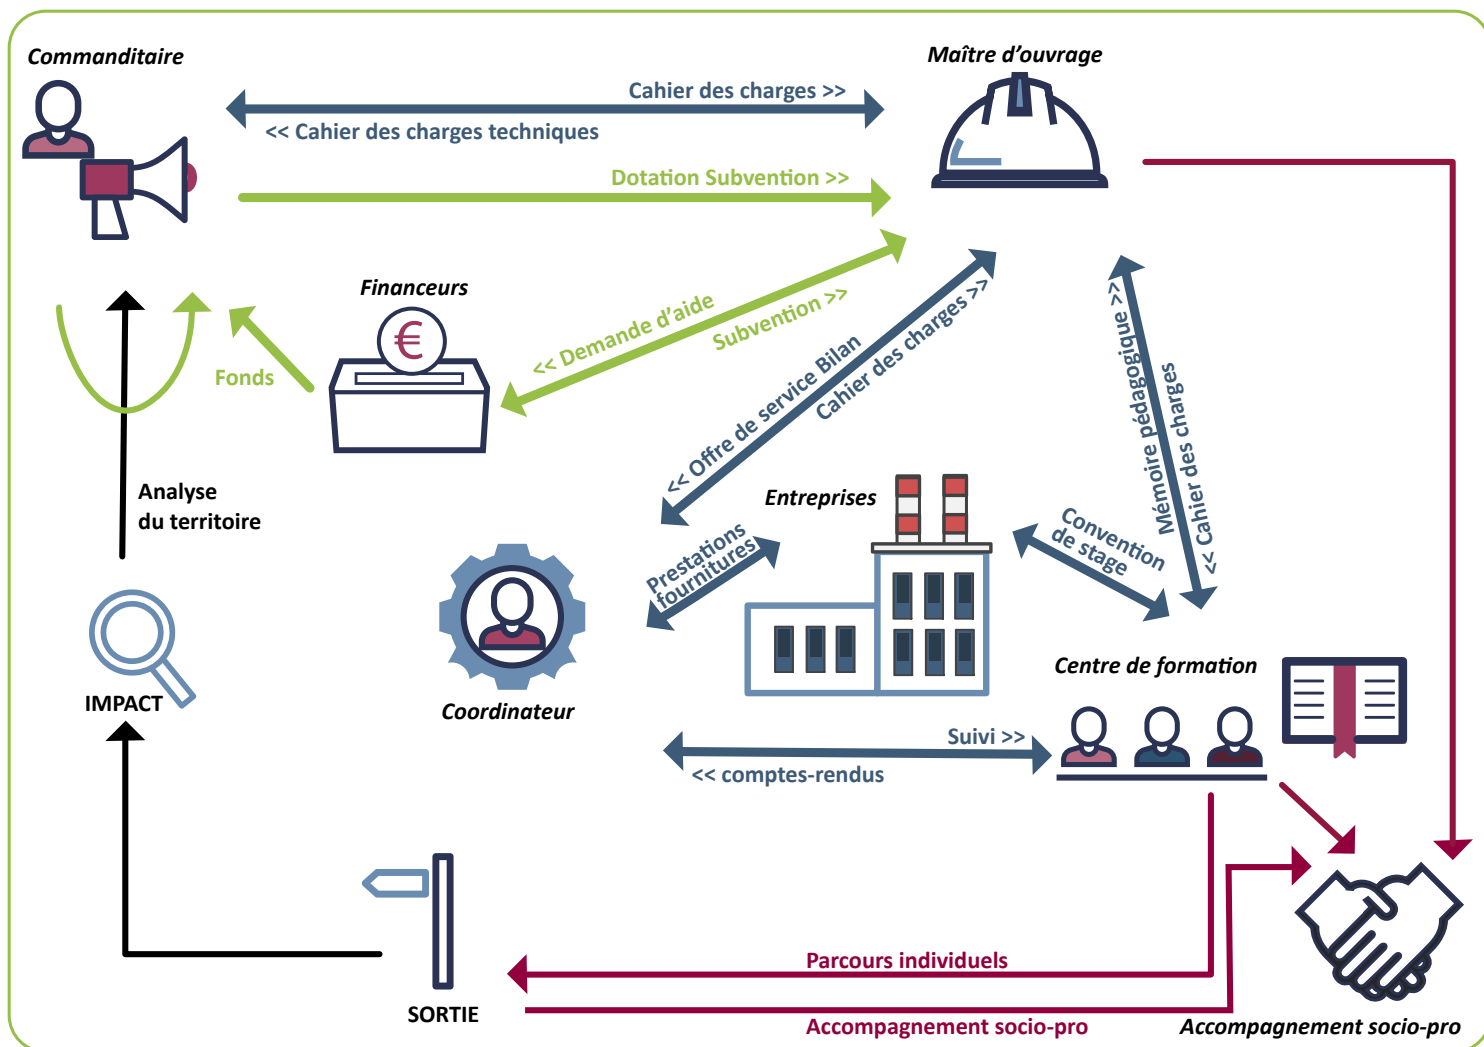 Commanditaire
Maître d'ouvrage
Cahier des charges >>
<< Cahier des charges techniques
Dotation Subvention >>
Financeurs
€
Fonds
<< Demande d'aide
Subvention >>
<< Offre de service Bilan
Cahier des charges >>
Mémoire pédagogique >>
<< Cahier des charges
Analyse
du territoire
Entreprises
Prestations
fournitures
Convention
de stage
IMPACT
Coordinateur
Centre de formation
Suivi >>
<< comptes-rendus
Parcours individuels
SORTIE
Accompagnement socio-pro
Accompagnement socio-pro